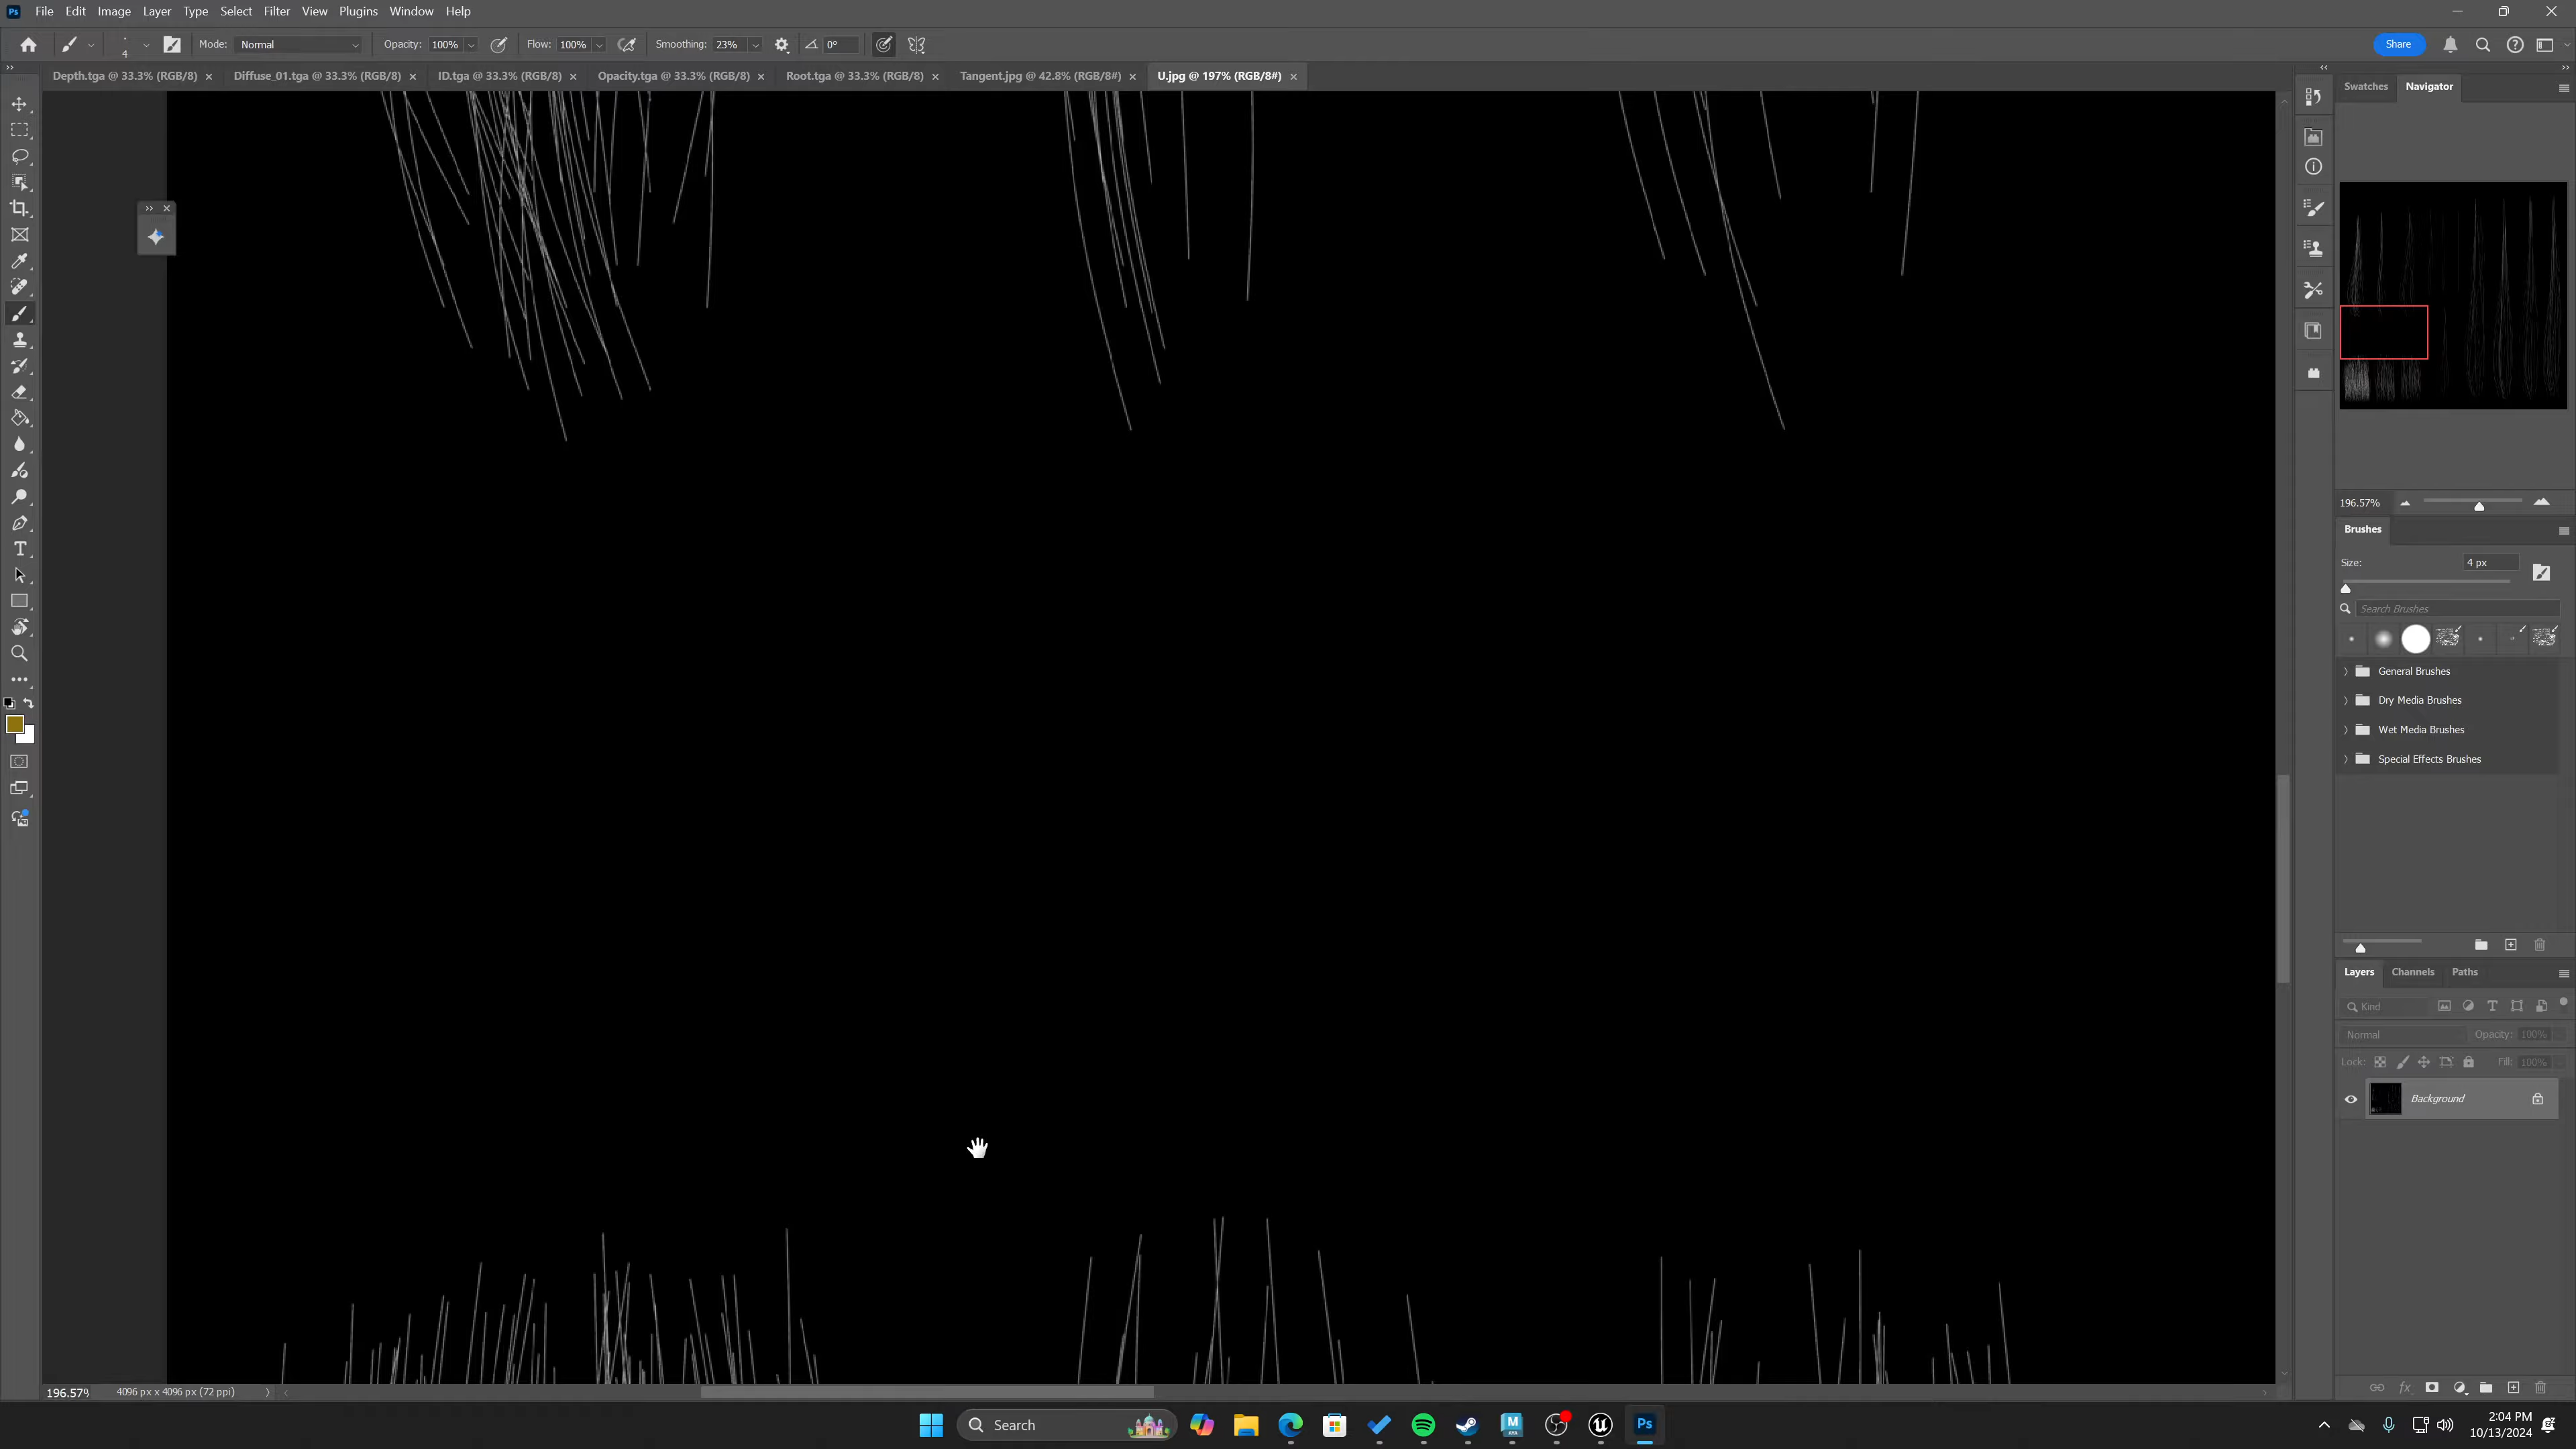 Ps File Edit Image Layer Type Select Filter View Plugins Window Help
4 Mode: Normal Opacity: 100% Flow: 100% Smoothing: 23% 0° Share
Depth.tga @ 33.3% (RGB/8) Diffuse_01.tga @ 33.3% (RGB/8) ID.tga @ 33.3% (RGB/8) Opacity.tga @ 33.3% (RGB/8) Root.tga @ 33.3% (RGB/8) Tangent.jpg @ 42.8% (RGB/8#) U.jpg @ 197% (RGB/8#)
Swatches Navigator
196.57%
Brushes
Size: 4 px
Search Brushes
General Brushes
Dry Media Brushes
Wet Media Brushes
Special Effects Brushes
Layers Channels Paths
Kind
Normal Opacity: 100%
Lock: Fill: 100%
Background
196.57% 4096 px x 4096 px (72 ppi)
Search
Ps
2:04 PM
10/13/2024